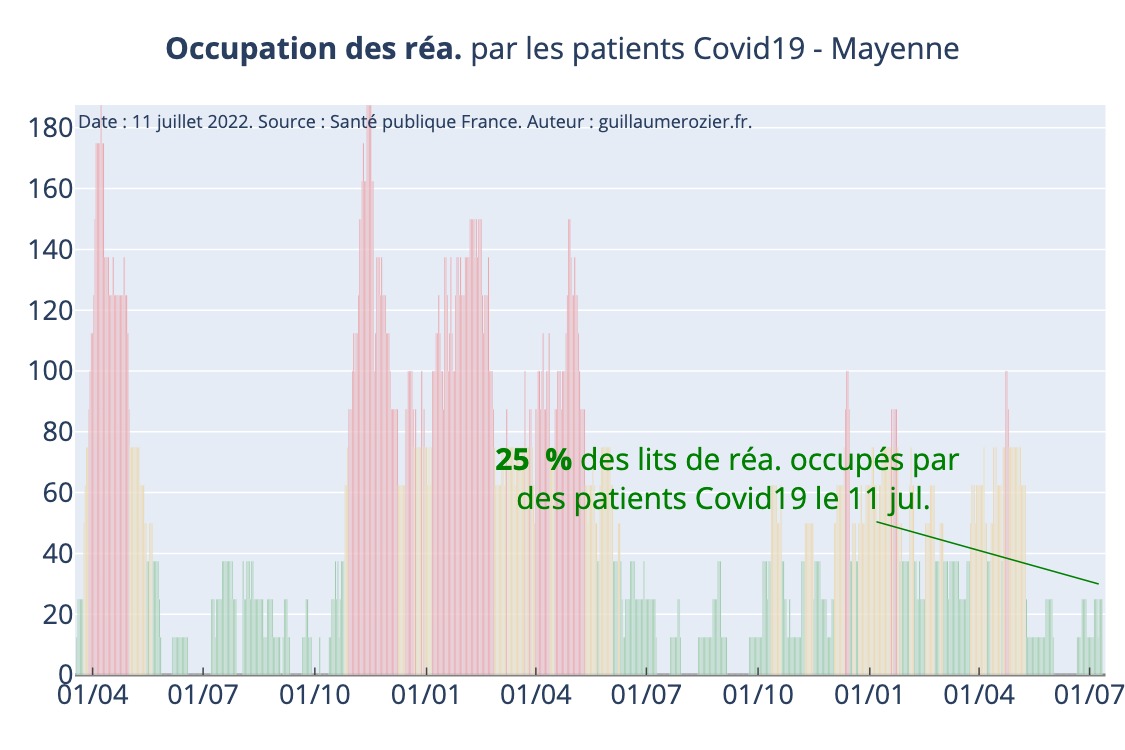 Occupation des réa. par les patients Covid19 - Mayenne
Date : 11 juillet 2022. Source : Santé publique France. Auteur : guillaumerozier.fr.
180
160
140
120
100
80
60
40
20
0
25 % des lits de réa. occupés par
des patients Covid19 le 11 jul.
01/04 01/07 01/10 01/01 01/04 01/07 01/10 01/01 01/04 01/07